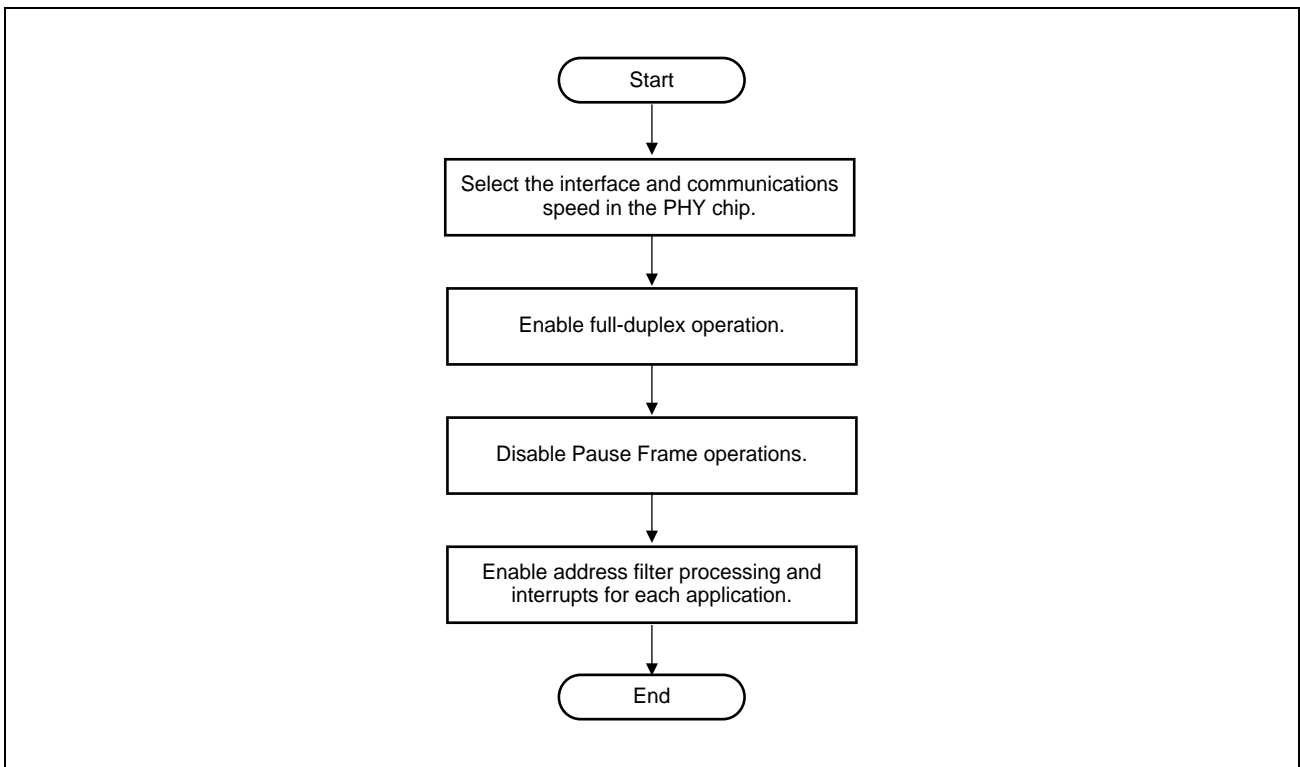 Start
Select the interface and communications
speed in the PHY chip.
Enable full-duplex operation.
Disable Pause Frame operations.
Enable address filter processing and
interrupts for each application.
End